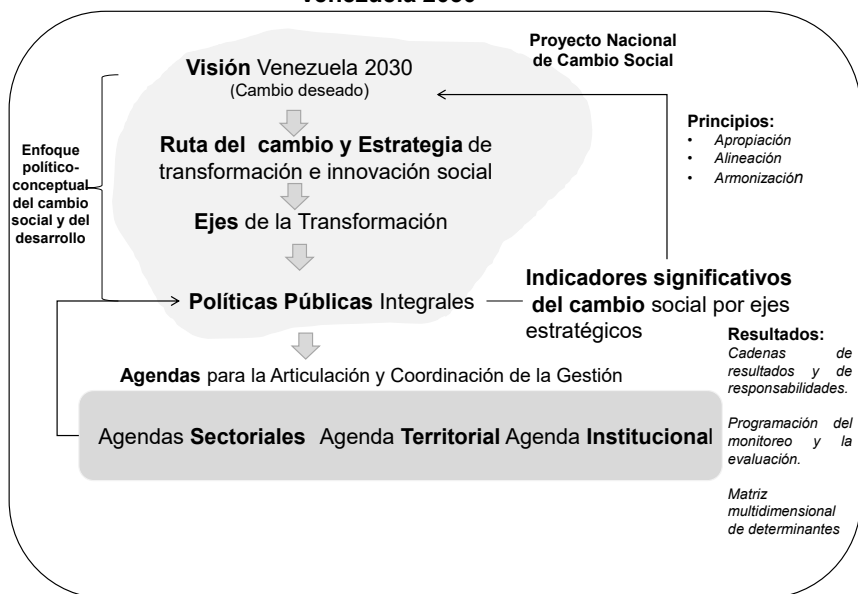 Venezuela 2030
Proyecto Nacional
de Cambio Social
Visión Venezuela 2030
(Cambio deseado)
Principios:
• Apropiación
• Alineación
• Armonización
Ruta del cambio y Estrategia de
transformación e innovación social
Enfoque
político-
conceptual
del cambio
social y del
desarrollo
Ejes de la Transformación
Políticas Públicas Integrales
Indicadores significativos
del cambio social por ejes
estratégicos
Agendas para la Articulación y Coordinación de la Gestión
Agendas Sectoriales Agenda Territorial Agenda Institucional
Resultados:
Cadenas de
resultados y de
responsabilidades.
Programación del
monitoreo y la
evaluación.
Matriz
multidimensional
de determinantes